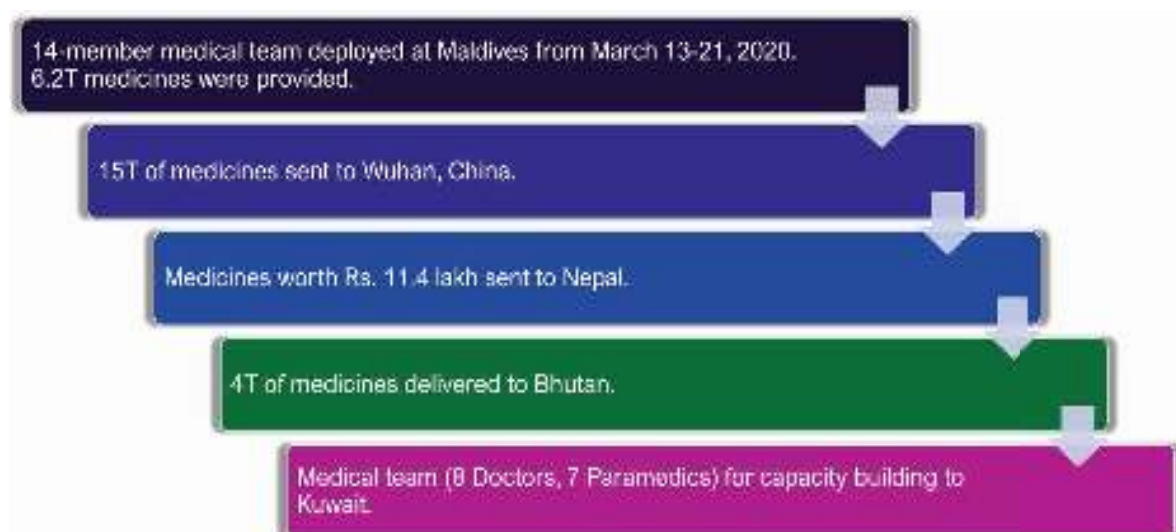 14-member medical team deployed at Maldives from March 13-21, 2020.
6.2T medicines were provided.
15T of medicines sent to Wuhan, China.
Medicines worth Rs. 11.4 lakh sent to Nepal.
4T of medicines delivered to Bhutan.
Medical team (8 Doctors, 7 Paramedics) for capacity building to
Kuwait.